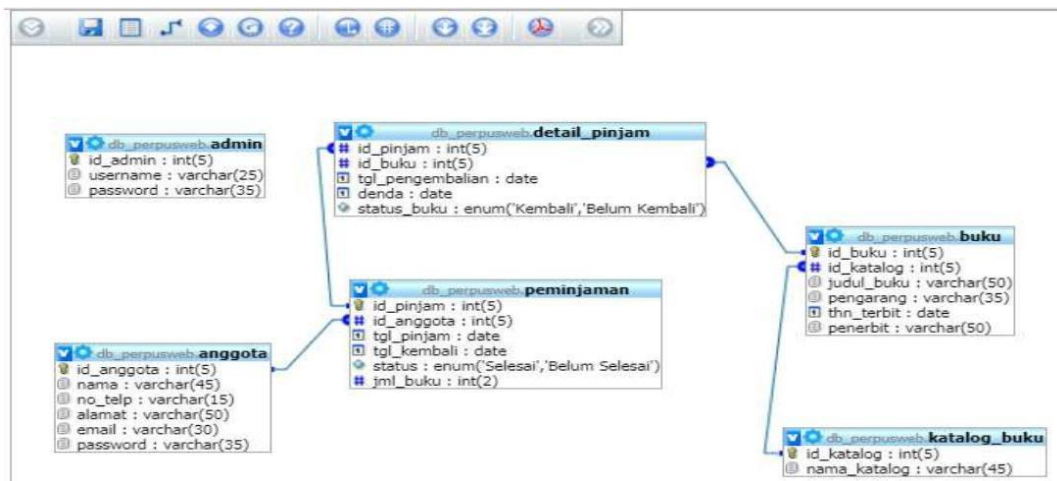 db_perpusweb.admin
id_admin : int(5)
username : varchar(25)
password : varchar(35)
db_perpusweb.detail_pinjam
# id_pinjam : int(5)
# id_buku : int(5)
tgl_pengembalian : date
denda : date
status_buku : enum('Kembali','Belum Kembali')
db_perpusweb.buku
id_buku : int(5)
# id_katalog : int(5)
judul_buku : varchar(50)
pengarang : varchar(35)
thn_terbit : date
penerbit : varchar(50)
db_perpusweb.peminjaman
id_pinjam : int(5)
# id_anggota : int(5)
tgl_pinjam : date
tgl_kembali : date
status : enum('Selesai','Belum Selesai')
# jml_buku : int(2)
db_perpusweb.anggota
id_anggota : int(5)
nama : varchar(45)
no_telp : varchar(15)
alamat : varchar(50)
email : varchar(30)
password : varchar(35)
db_perpusweb.katalog_buku
id_katalog : int(5)
nama_katalog : varchar(45)